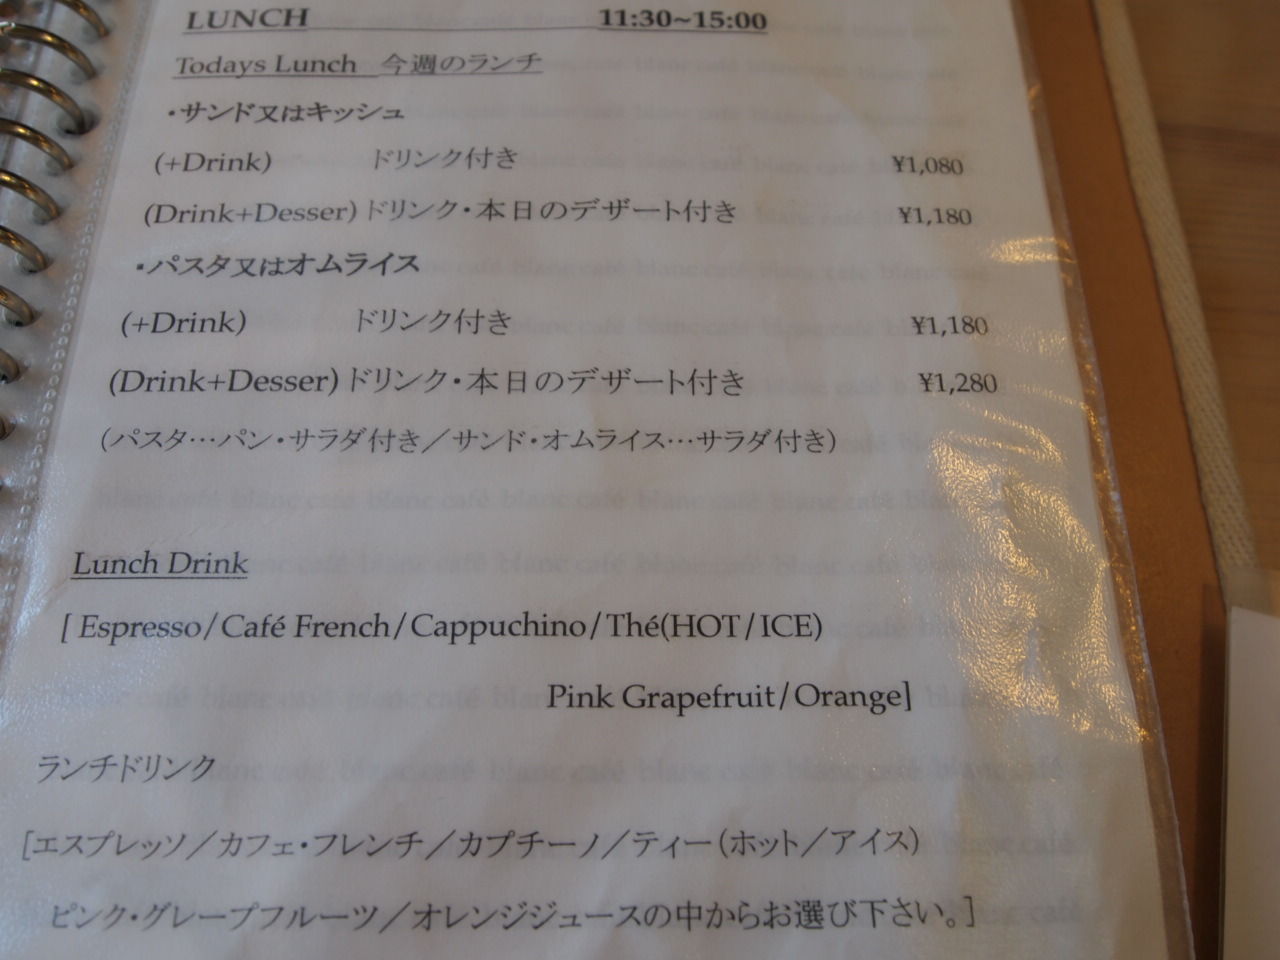 LUNCH 11:30~15:00
Todays Lunch 今週のランチ
・サンド又はキッシュ
(+Drink) ドリンク付き ¥1,080
(Drink+Desser) ドリンク・本日のデザート付き ¥1,180
・パスタ又はオムライス
(+Drink) ドリンク付き ¥1,180
(Drink+Desser) ドリンク・本日のデザート付き ¥1,280
（パスタ…パン・サラダ付き／サンド・オムライス…サラダ付き）
Lunch Drink
[ Espresso/Café French/Cappuchino/Thé(HOT/ICE)
Pink Grapefruit/Orange]
ランチドリンク
[エスプレッソ／カフェ・フレンチ／カプチーノ／ティー（ホット／アイス）
ピンク・グレープフルーツ／オレンジジュースの中からお選び下さい。]